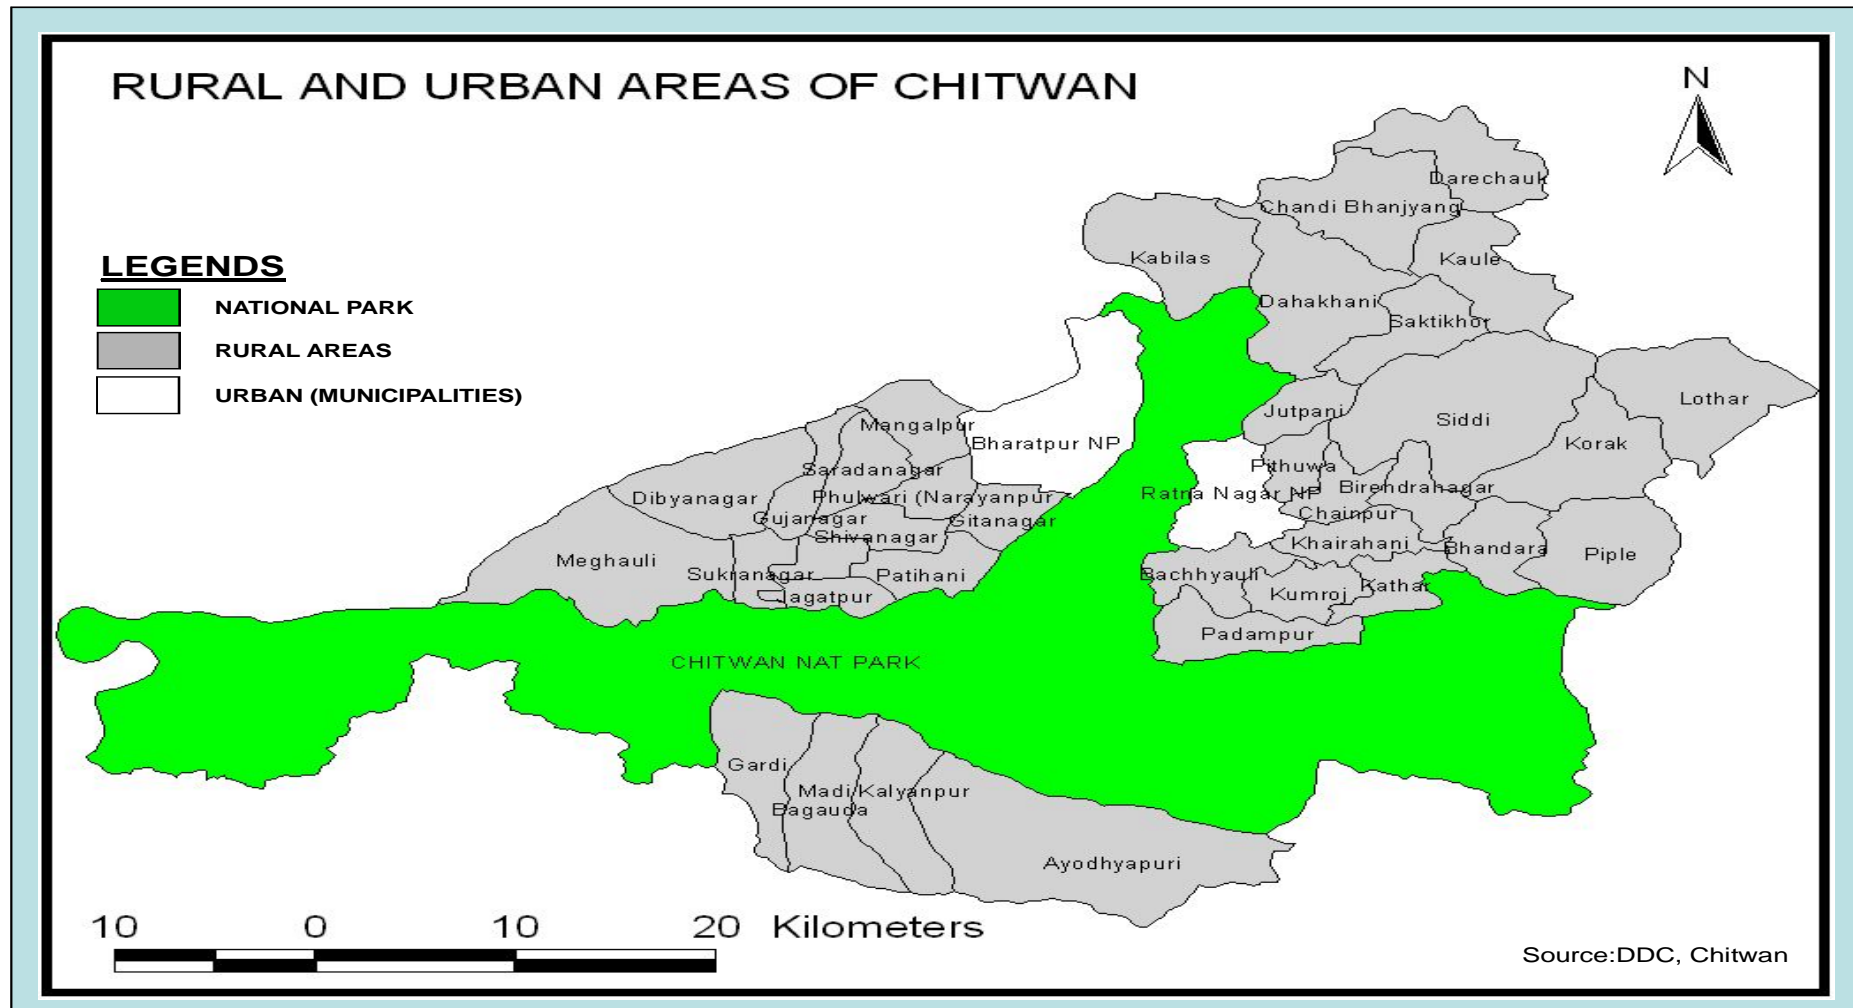 RURAL AND URBAN AREAS OF CHITWAN
N
LEGENDS
NATIONAL PARK
RURAL AREAS
URBAN (MUNICIPALITIES)
Darechauk
Chandi Bhanjyang
Kabilas
Kaule
Dahakhani
Saktikhor
Lothar
Jutpani
Siddi
Korak
Mangalpur
Bharatpur NP
Saradanagar
Pithuwa
Dibyanagar
Phulwari (Narayanpur
Ratna Nagar NP
Birendrahagar
Gujanagar
Gitanagar
Chainpur
Shivanagar
Khairahani
Bhandara
Piple
Meghauli
Sukranagar
Patihani
Bachhyauli
Kathar
Jagatpur
Kumroj
Padampur
CHITWAN NAT PARK
Gardi
Madi Kalyanpur
Bagauda
Ayodhyapuri
10 0 10 20 Kilometers
Source:DDC, Chitwan